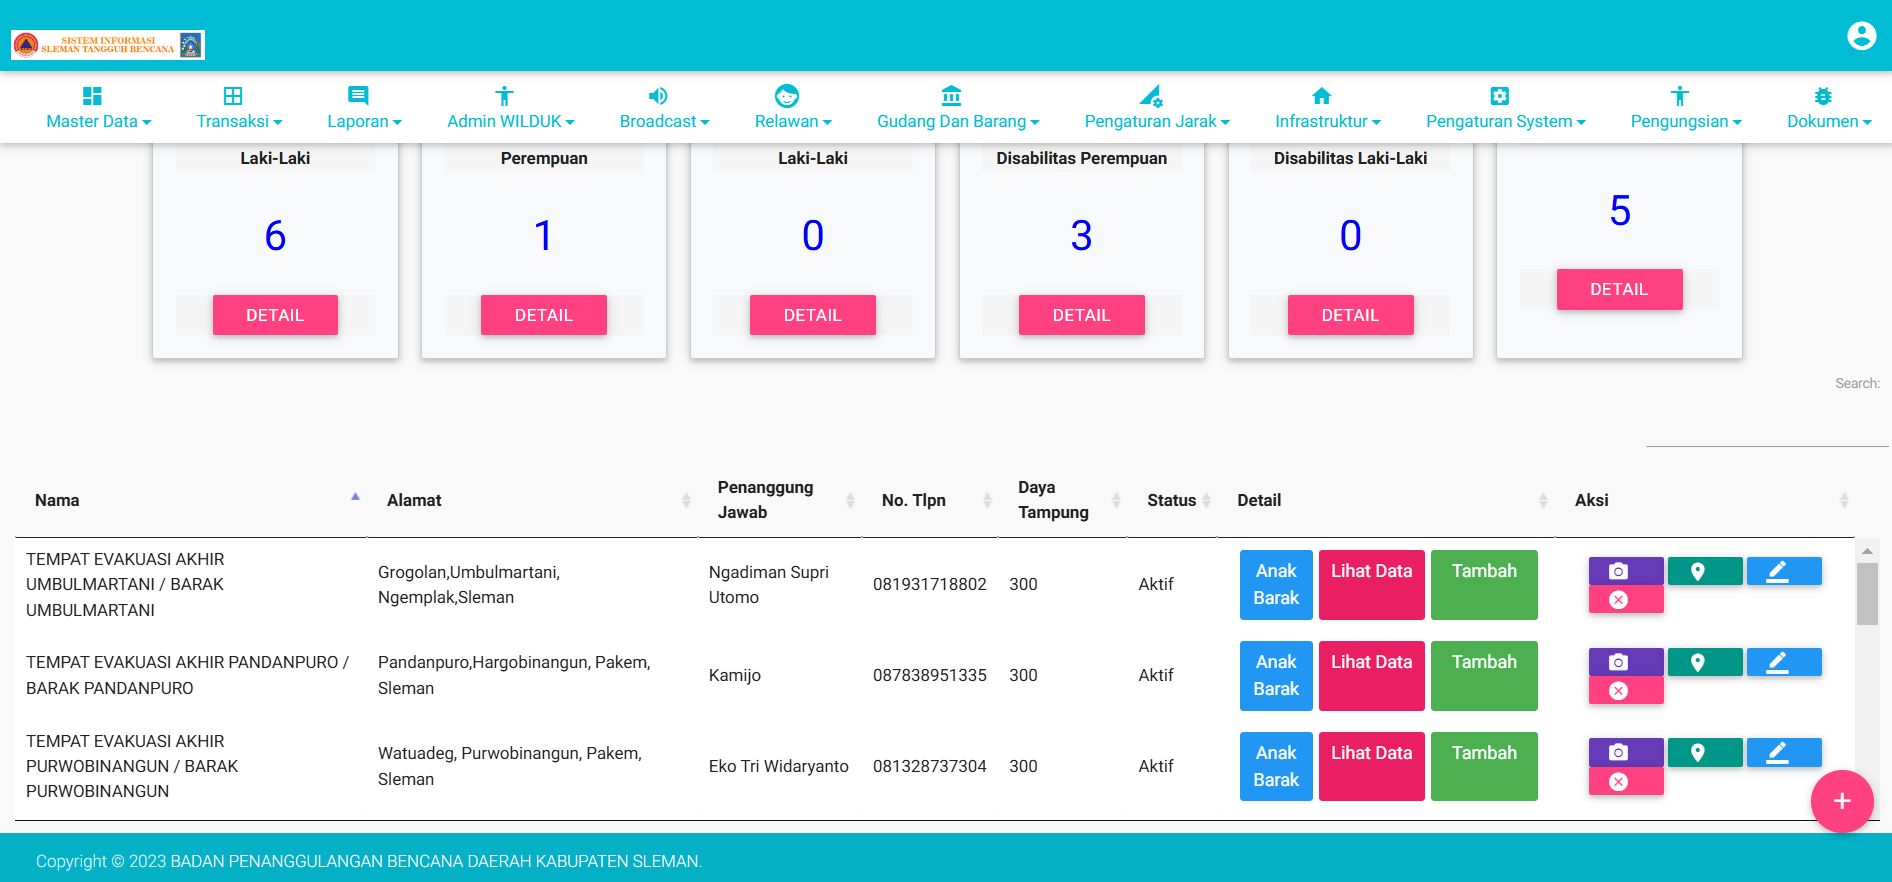 SISTEM INFORMASI
SLEMAN TANGGUH BENCANA
Master Data
Transaksi
Laporan
Admin WILDUK
Broadcast
Relawan
Gudang Dan Barang
Pengaturan Jarak
Infrastruktur
Pengaturan System
Pengungsian
Dokumen
Laki-Laki
Perempuan
Laki-Laki
Disabilitas Perempuan
Disabilitas Laki-Laki
6
1
0
3
0
5
DETAIL
DETAIL
DETAIL
DETAIL
DETAIL
DETAIL
Search:
Nama
Alamat
Penanggung
Jawab
No. Tlpn
Daya
Tampung
Status
Detail
Aksi
TEMPAT EVAKUASI AKHIR
UMBULMARTANI / BARAK
UMBULMARTANI
Grogolan,Umbulmartani,
Ngemplak,Sleman
Ngadiman Supri
Utomo
081931718802
300
Aktif
Anak
Barak
Lihat Data
Tambah
TEMPAT EVAKUASI AKHIR PANDANPURO /
BARAK PANDANPURO
Pandanpuro,Hargobinangun, Pakem,
Sleman
Kamijo
087838951335
300
Aktif
Anak
Barak
Lihat Data
Tambah
TEMPAT EVAKUASI AKHIR
PURWOBINANGUN / BARAK
PURWOBINANGUN
Watuadeg, Purwobinangun, Pakem,
Sleman
Eko Tri Widaryanto
081328737304
300
Aktif
Anak
Barak
Lihat Data
Tambah
Copyright © 2023 BADAN PENANGGULANGAN BENCANA DAERAH KABUPATEN SLEMAN.